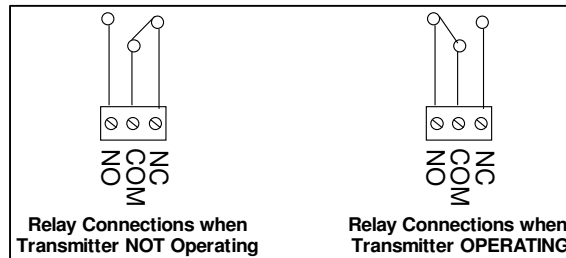 NO
COM
NC
Relay Connections when
Transmitter NOT Operating
NO
COM
NC
Relay Connections when
Transmitter OPERATING